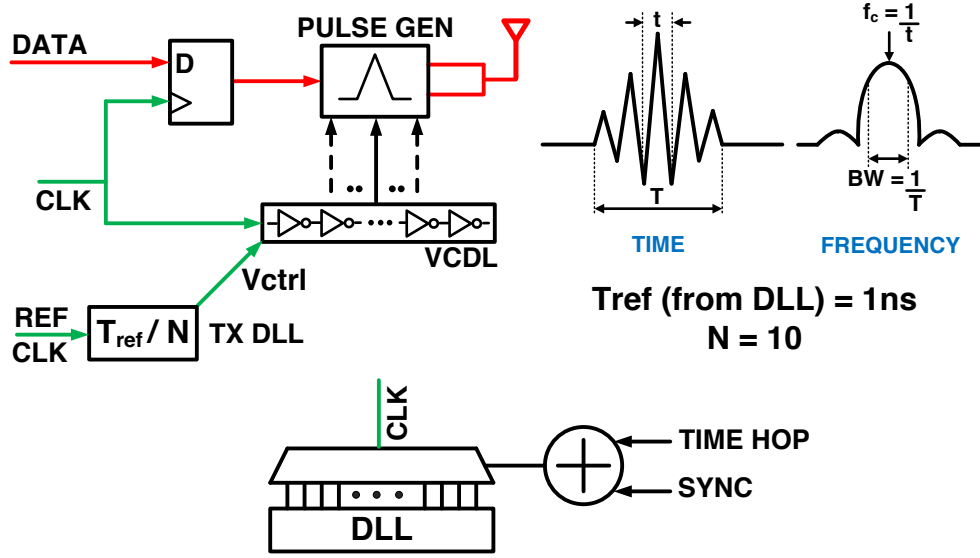 DATA
D
PULSE GEN
CLK
•• ••
•••
VCDL
Vctrl
REF
CLK
Tref / N
TX DLL
t
T
TIME
fc = 1/t
BW = 1/T
FREQUENCY
Tref (from DLL) = 1ns
N = 10
CLK
TIME HOP
SYNC
• • •
DLL